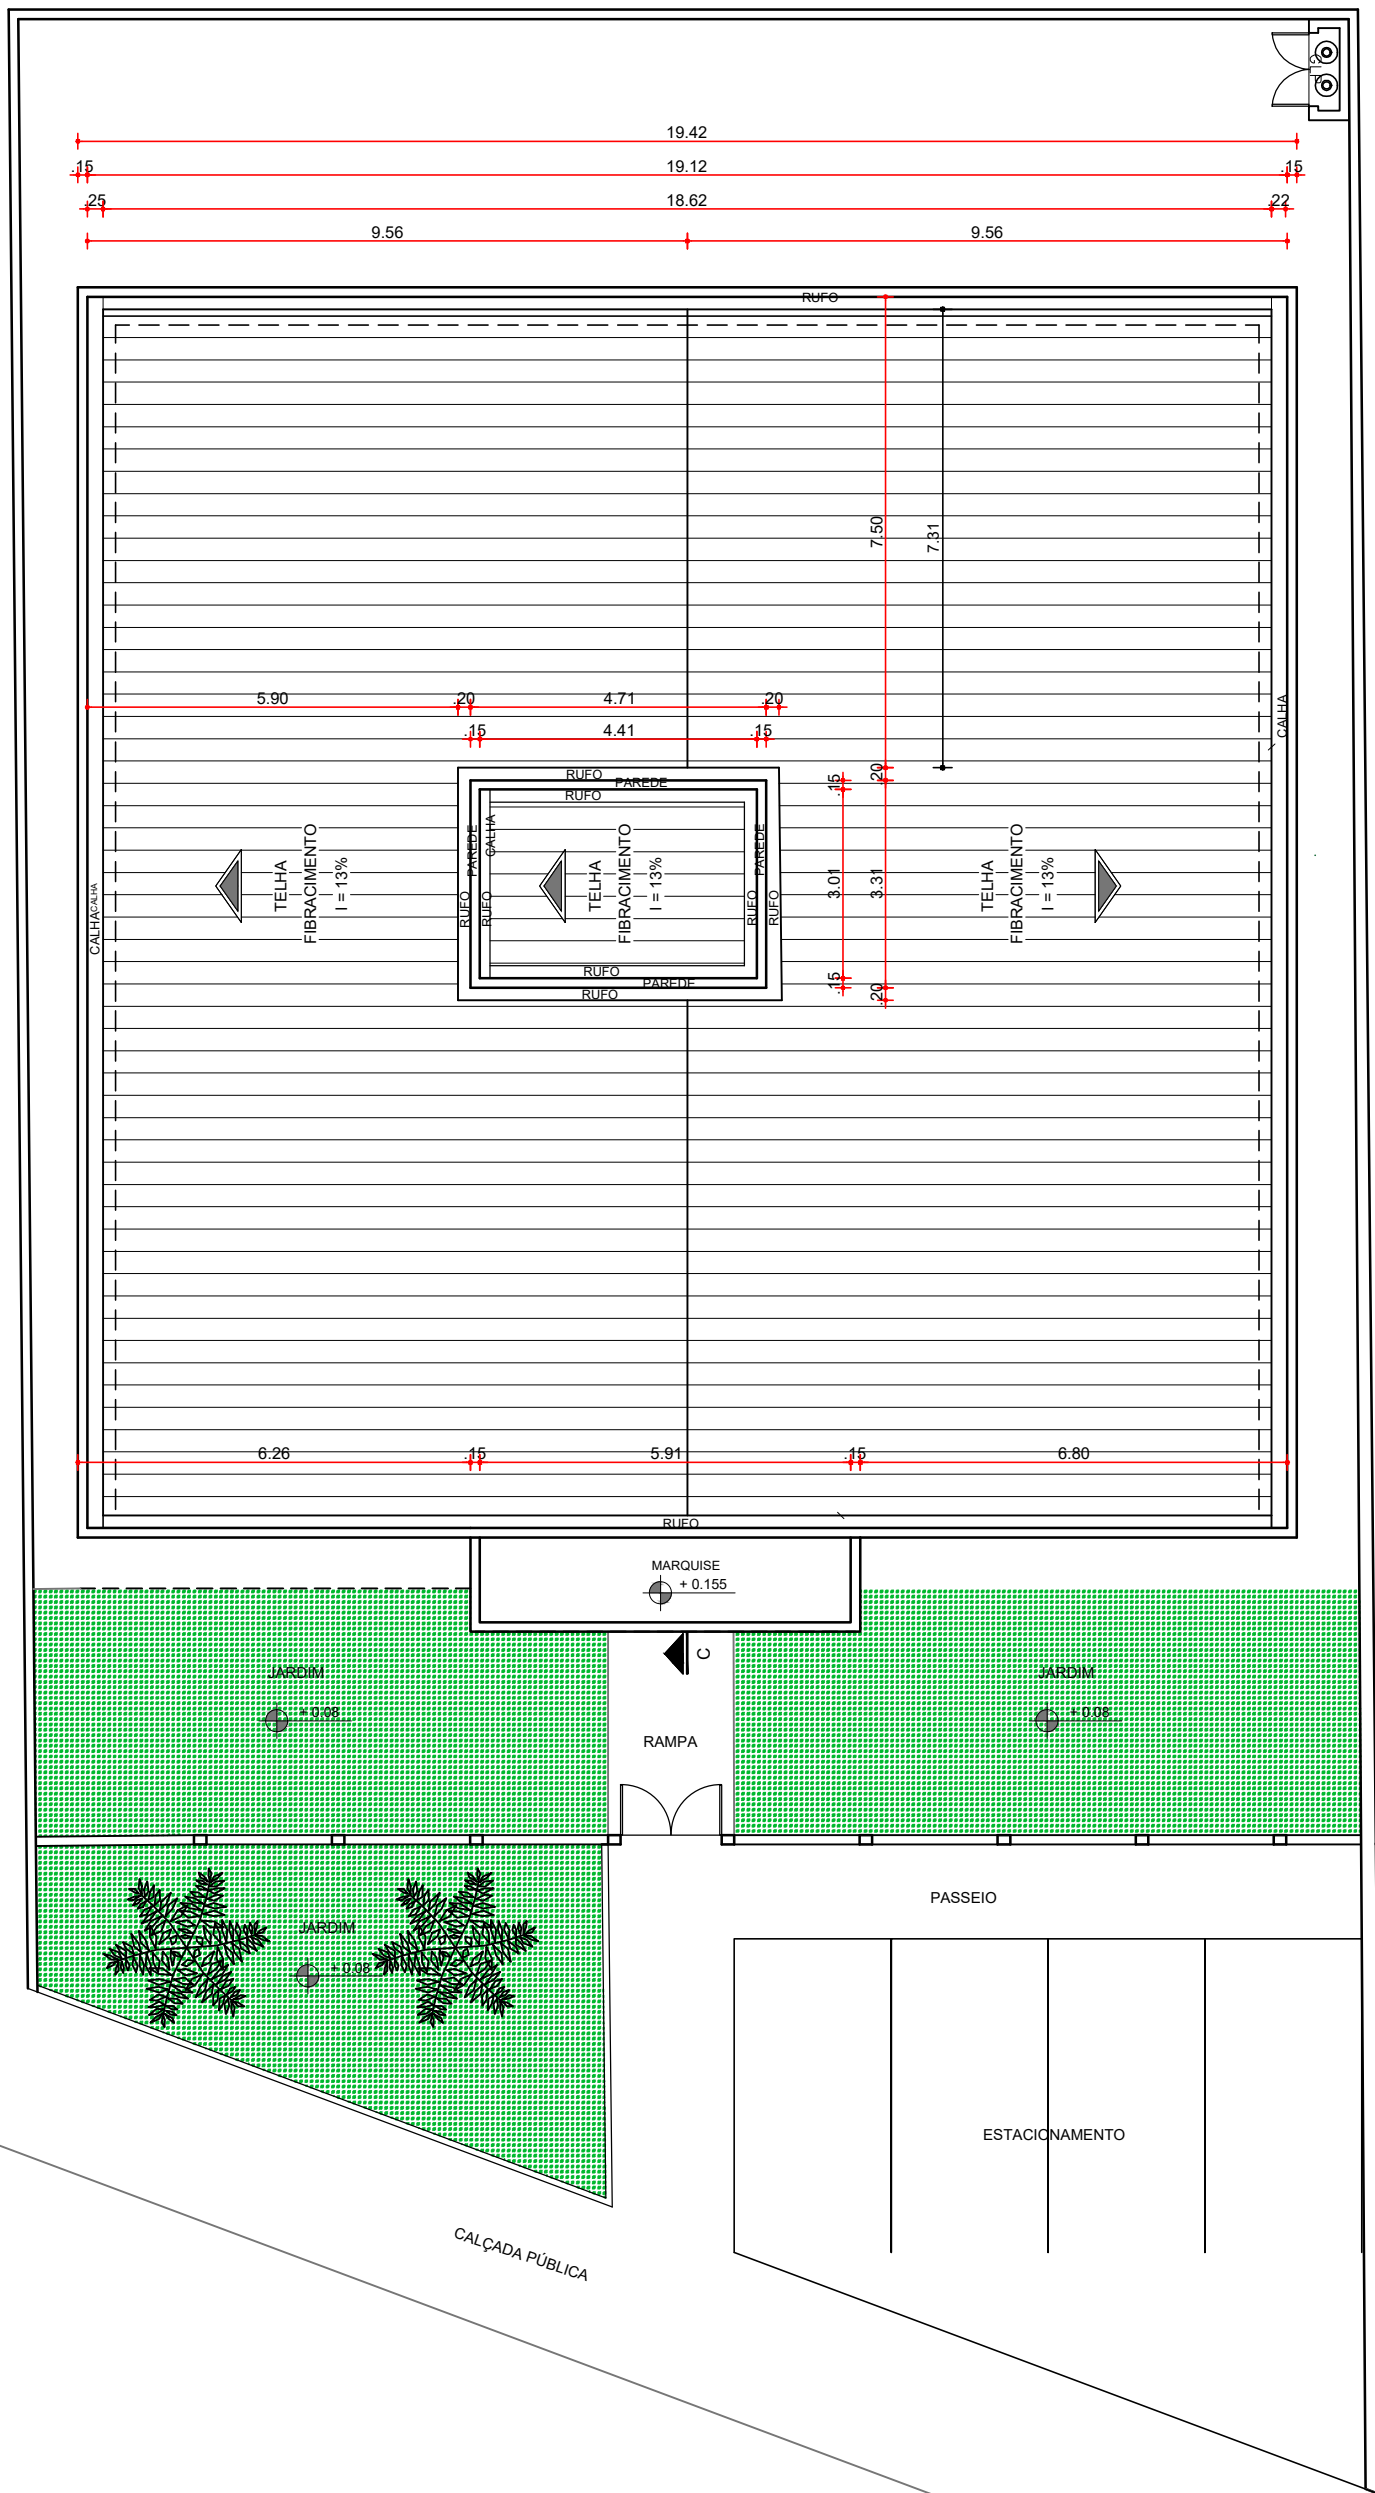 GLP
19.42
.15
19.12
.15
.25
18.62
.22
9.56
9.56
RUFO
7.50
7.31
5.90
.20
4.71
.20
.15
4.41
.15
CALHA
RUFO
PAREDE
RUFO
.15
.20
TELHA
FIBRACIMENTO
I = 13%
PAREDE
CALHA
RUFO
RUFO
TELHA
FIBRACIMENTO
I = 13%
PAREDE
RUFO
RUFO
3.01
3.31
TELHA
FIBRACIMENTO
I = 13%
CALHA
CALHA
RUFO
PAREDE
RUFO
.15
.20
6.26
.15
5.91
.15
6.80
RUFO
MARQUISE
+ 0.155
C
JARDIM
+ 0.08
JARDIM
+ 0.08
RAMPA
PASSEIO
JARDIM
+ 0.08
ESTACIONAMENTO
CALÇADA PÚBLICA